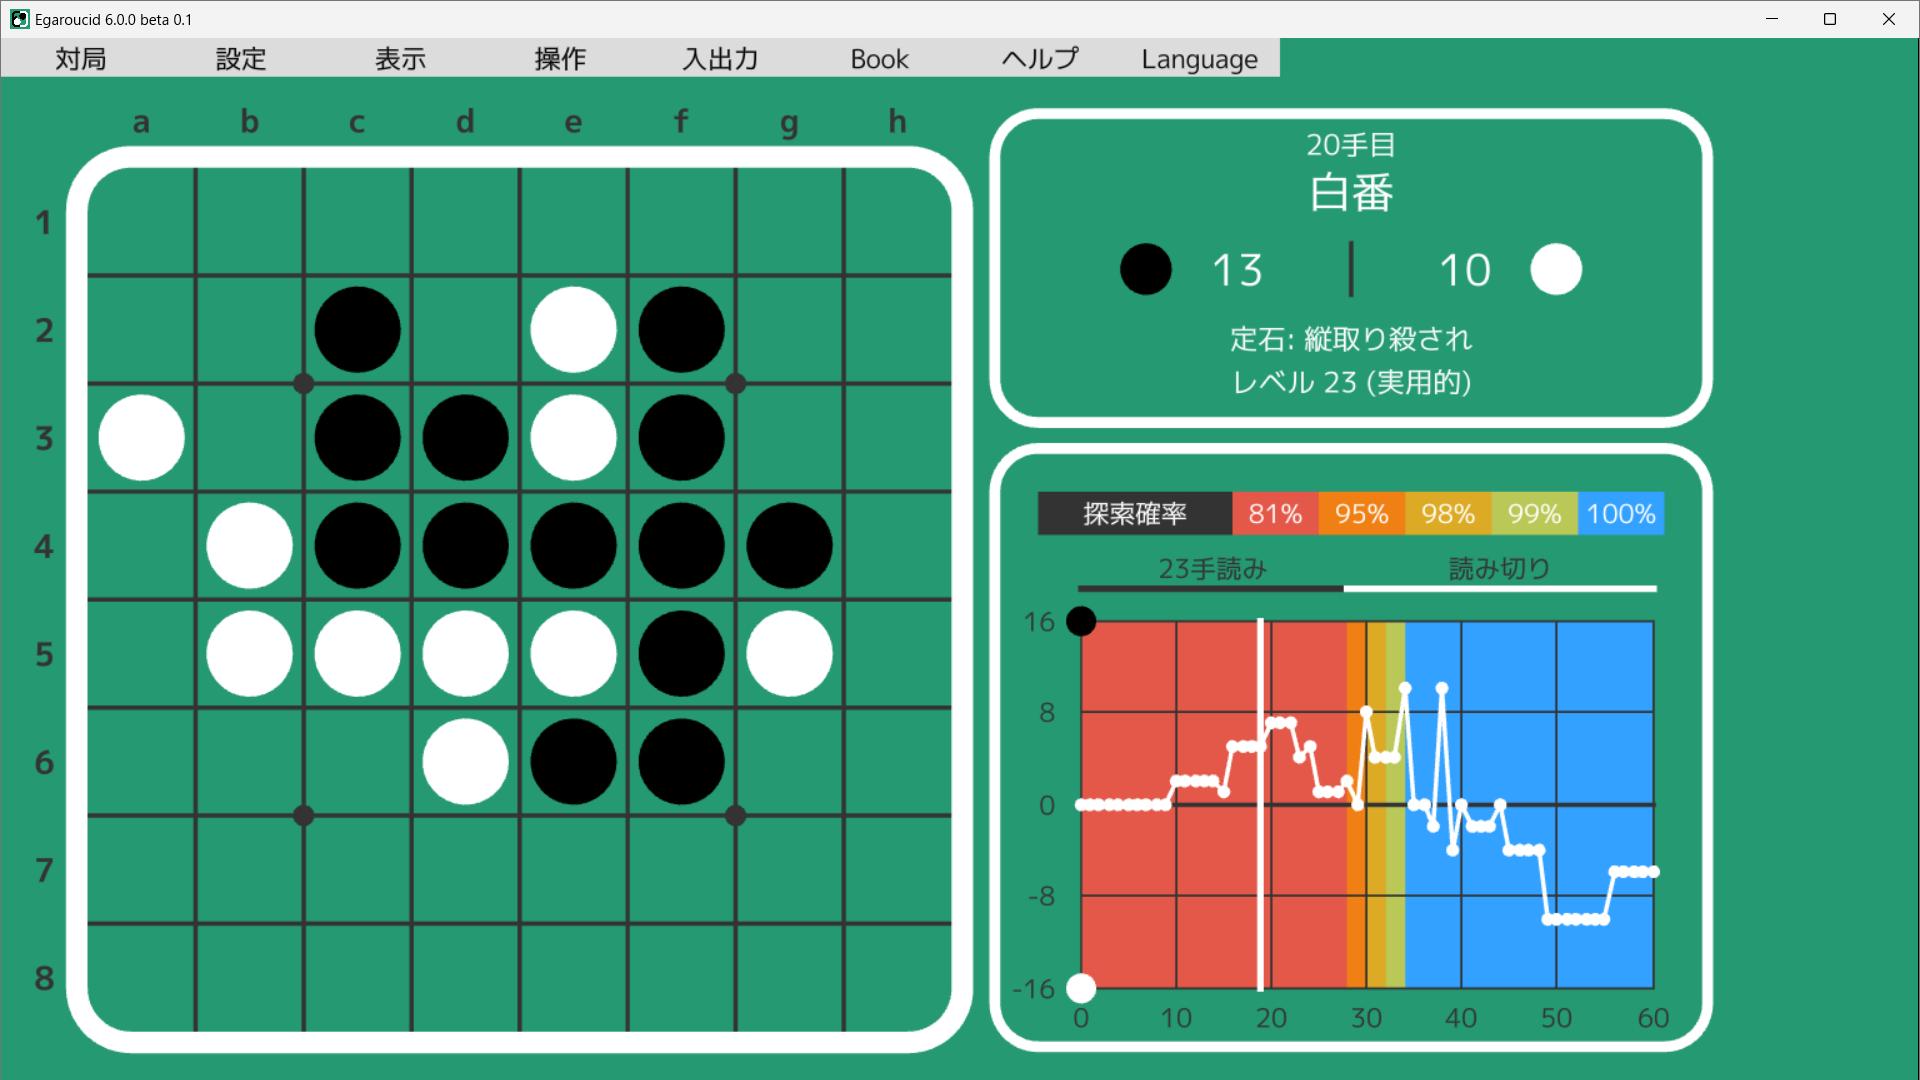 Egaroucid 6.0.0 beta 0.1
対局 設定 表示 操作 入出力 Book ヘルプ Language
a b c d e f g h
1
2
3
4
5
6
7
8
20手目
白番
13 10
定石: 縦取り殺され
レベル 23 (実用的)
探索確率 81% 95% 98% 99% 100%
23手読み 読み切り
16
8
0
-8
-16
0 10 20 30 40 50 60